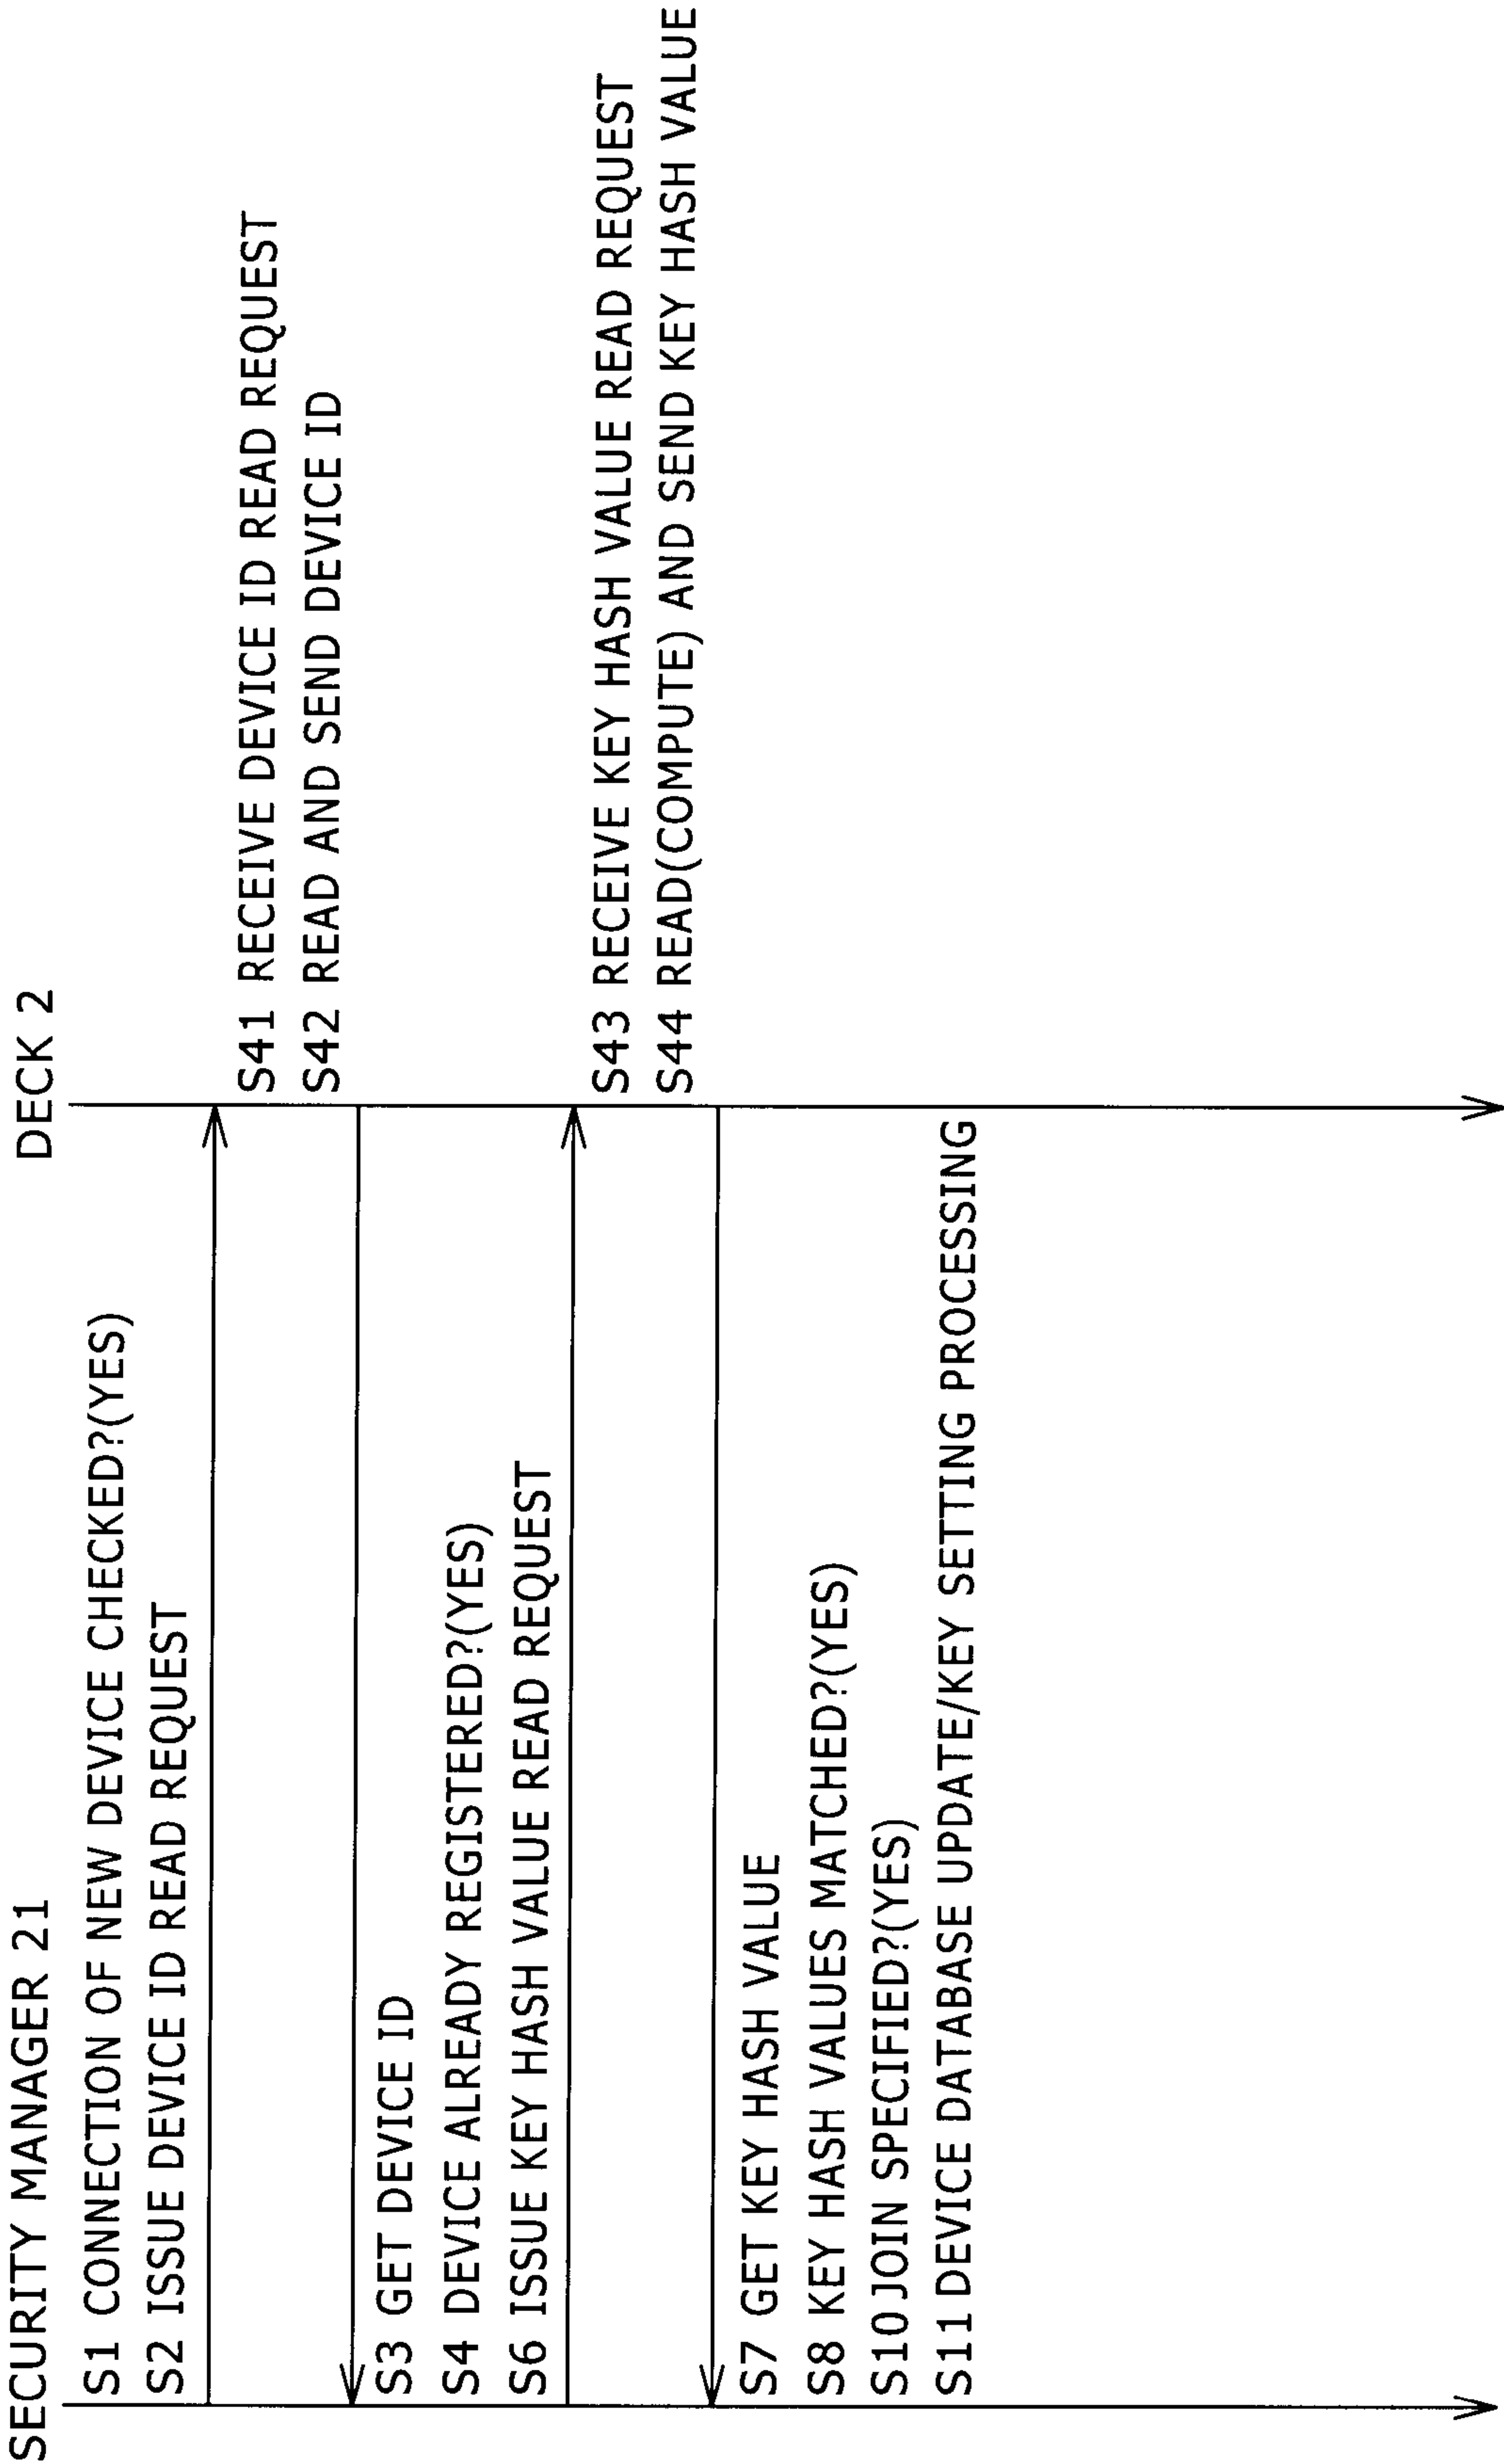 SECURITY MANAGER 21
DECK 2
S1 CONNECTION OF NEW DEVICE CHECKED?(YES)
S2 ISSUE DEVICE ID READ REQUEST
S41 RECEIVE DEVICE ID READ REQUEST
S42 READ AND SEND DEVICE ID
S3 GET DEVICE ID
S4 DEVICE ALREADY REGISTERED?(YES)
S6 ISSUE KEY HASH VALUE READ REQUEST
S43 RECEIVE KEY HASH VALUE READ REQUEST
S44 READ(COMPUTE) AND SEND KEY HASH VALUE
S7 GET KEY HASH VALUE
S8 KEY HASH VALUES MATCHED?(YES)
S10 JOIN SPECIFIED?(YES)
S11 DEVICE DATABASE UPDATE/KEY SETTING PROCESSING